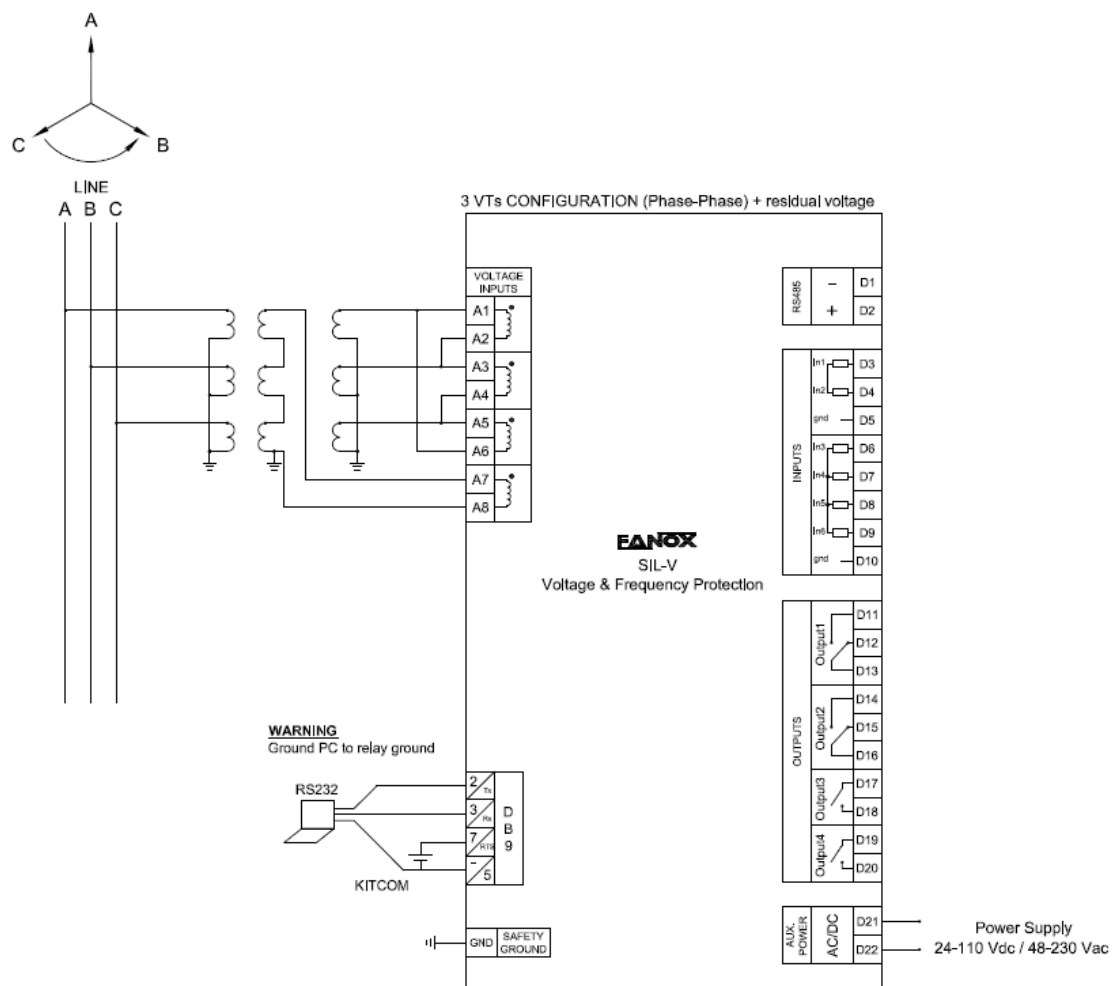 A
C
B
LINE
A B C
3 VTs CONFIGURATION (Phase-Phase) + residual voltage
VOLTAGE
INPUTS
A1
A2
A3
A4
A5
A6
A7
A8
RS485
- D1
+ D2
INPUTS
In1 D3
In2 D4
gnd D5
In3 D6
In4 D7
In5 D8
In6 D9
gnd D10
FANOX
SIL-V
Voltage & Frequency Protection
OUTPUTS
Output1
D11
D12
D13
Output2
D14
D15
D16
Output3
D17
D18
Output4
D19
D20
WARNING
Ground PC to relay ground
RS232
KITCOM
2 Tx
3 Rx
7 RTS
- 5
DB9
GND
SAFETY
GROUND
AUX.
POWER
AC/DC
D21
D22
Power Supply
24-110 Vdc / 48-230 Vac